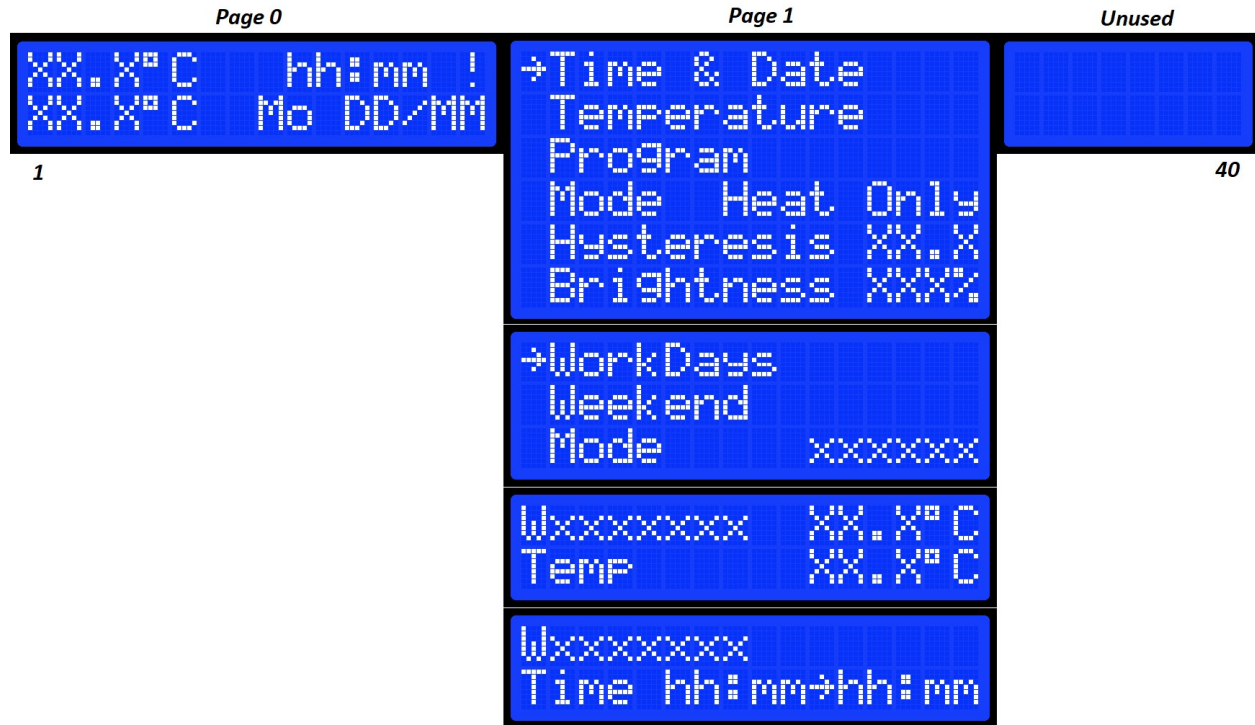 Page 0 Page 1 Unused
XX.X°C hh:mm !
XX.X°C Mo DD/MM
1
→Time & Date
Temperature
Program
Mode Heat Only
Hysteresis XX.X
Brightness XXX%
40
→WorkDays
Weekend
Mode xxxxxx
Wxxxxxxx XX.X°C
Temp XX.X°C
Wxxxxxxx
Time hh:mm→hh:mm